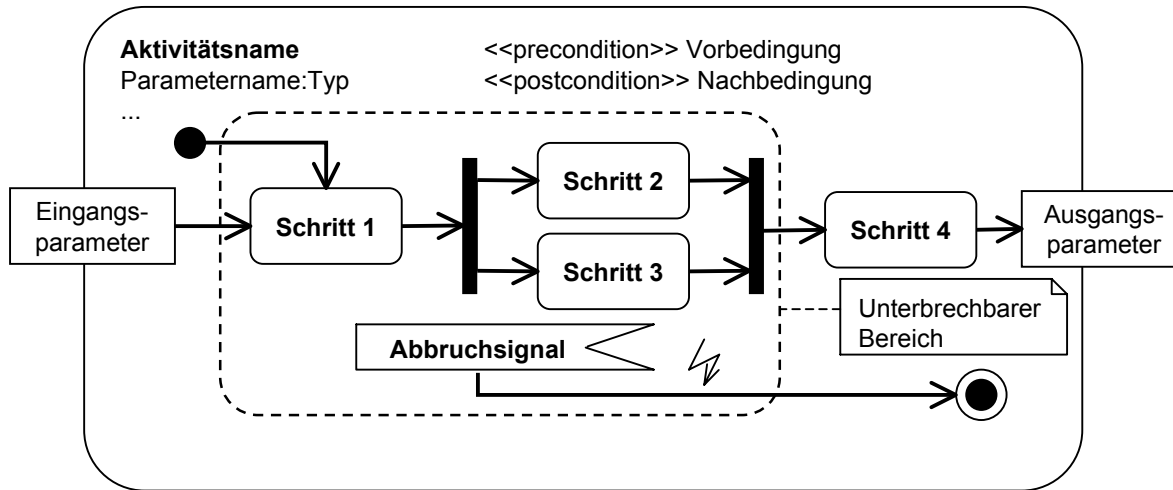 Aktivitätsname
<<precondition>> Vorbedingung
Parametername:Typ
<<postcondition>> Nachbedingung
...
Eingangs-
parameter
Schritt 1
Schritt 2
Schritt 3
Schritt 4
Ausgangs-
parameter
Unterbrechbarer
Bereich
Abbruchsignal